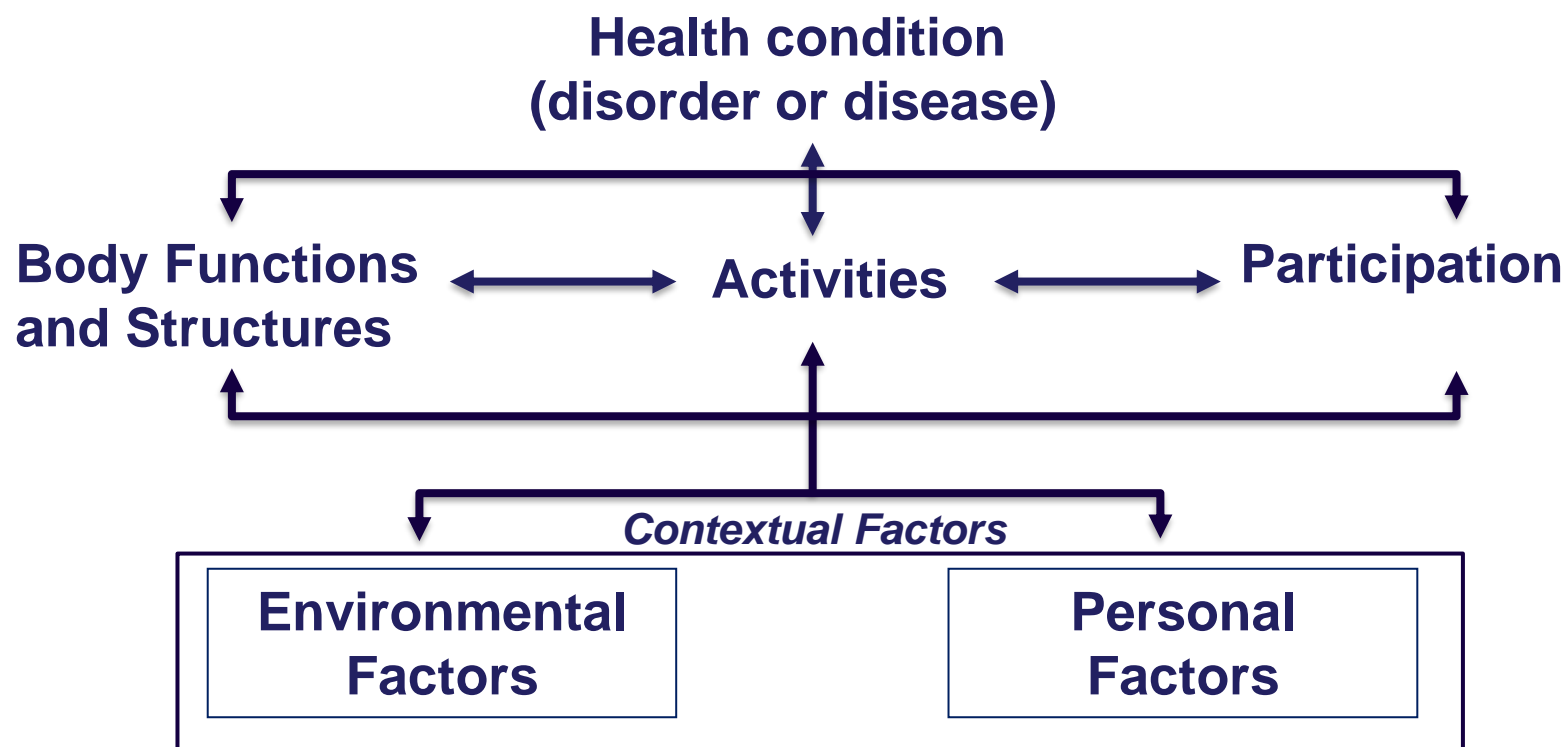 Health condition
(disorder or disease)
Body Functions
and Structures
Activities
Participation
Contextual Factors
Environmental
Factors
Personal
Factors